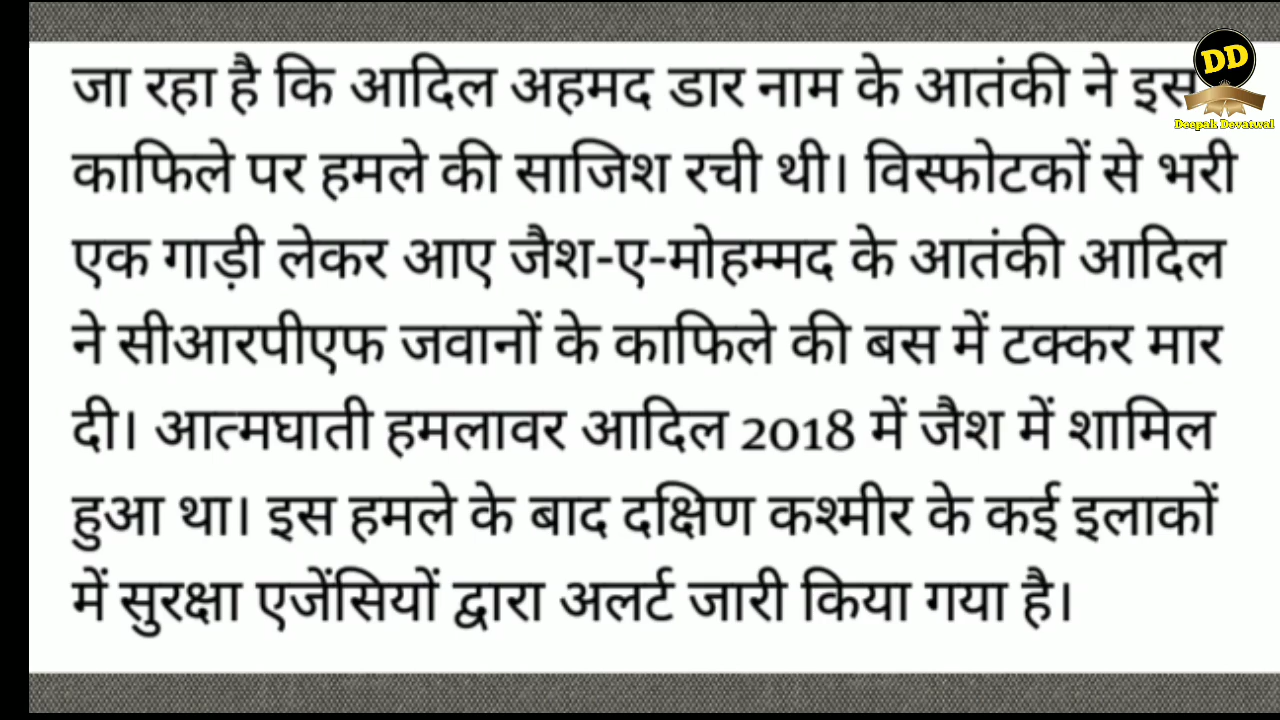 जा रहा है कि आदिल अहमद डार नाम के आतंकी ने इस
काफिले पर हमले की साजिश रची थी। विस्फोटकों से भरी
एक गाड़ी लेकर आए जैश-ए-मोहम्मद के आतंकी आदिल
ने सीआरपीएफ जवानों के काफिले की बस में टक्कर मार
दी। आत्मघाती हमलावर आदिल 2018 में जैश में शामिल
हुआ था। इस हमले के बाद दक्षिण कश्मीर के कई इलाकों
में सुरक्षा एजेंसियों द्वारा अलर्ट जारी किया गया है।
DD
Deepak Devatwal